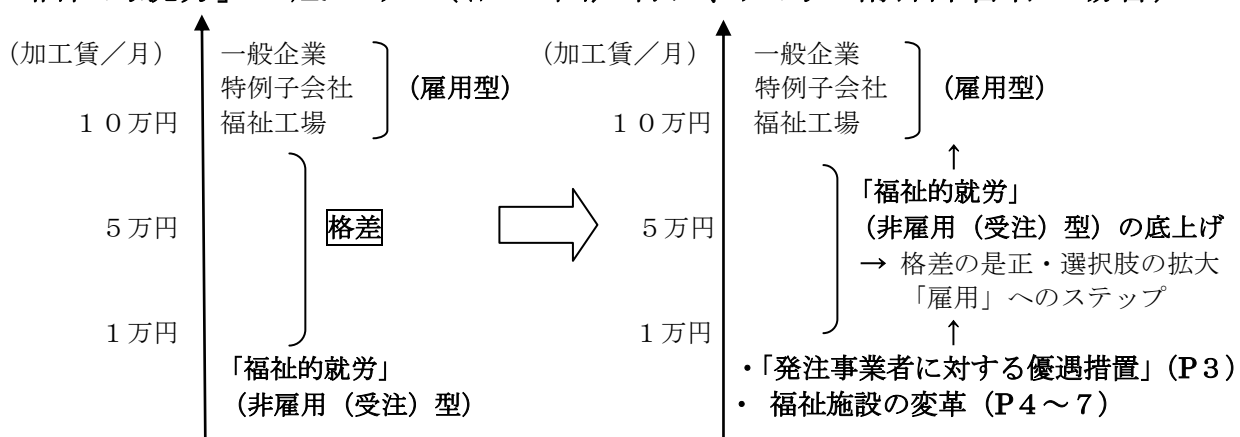 (加工賃/月)
一般企業
特例子会社
(雇用型)
10万円
福祉工場
格差
5万円
1万円
「福祉的就労」
(非雇用(受注)型)
(加工賃/月)
一般企業
特例子会社
(雇用型)
10万円
福祉工場
↑
「福祉的就労」
5万円
(非雇用(受注)型)の底上げ
→ 格差の是正・選択肢の拡大
「雇用」へのステップ
1万円
↑
・「発注事業者に対する優遇措置」(P3)
・ 福祉施設の変革(P4~7)